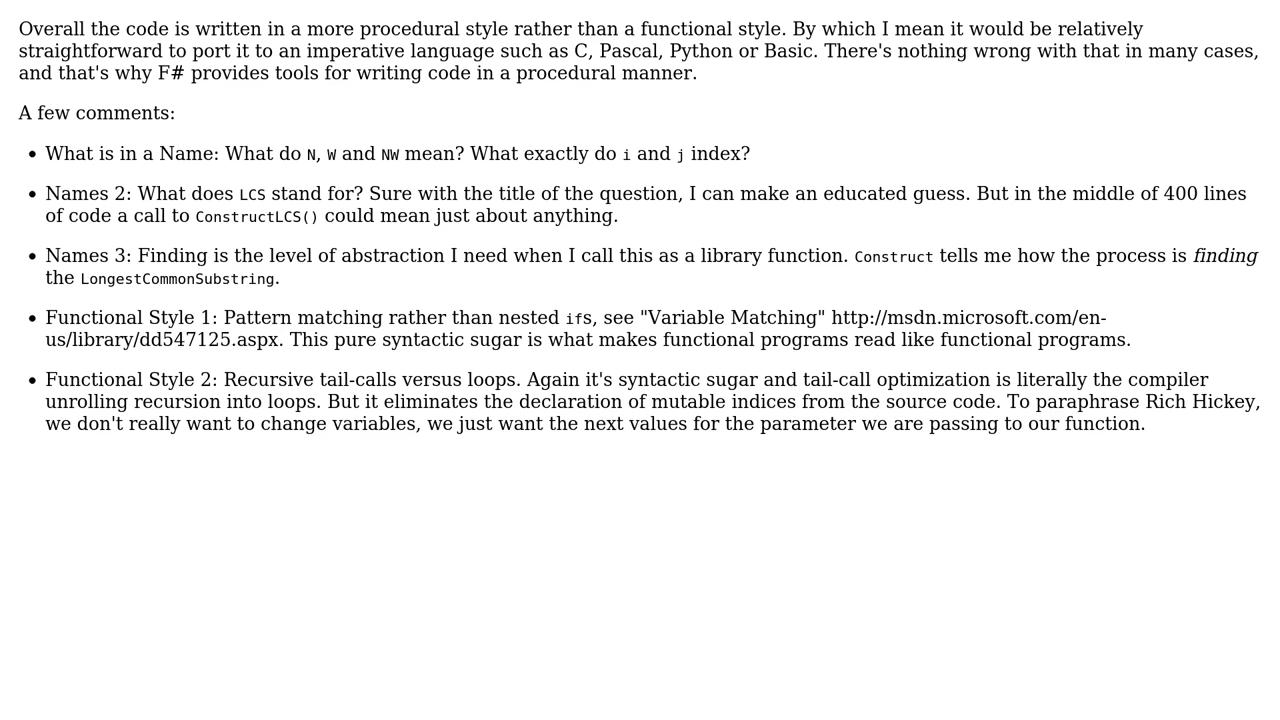 Overall the code is written in a more procedural style rather than a functional style. By which I mean it would be relatively
straightforward to port it to an imperative language such as C, Pascal, Python or Basic. There's nothing wrong with that in many cases,
and that's why F# provides tools for writing code in a procedural manner.
A few comments:
• What is in a Name: What do N, W and NW mean? What exactly do i and j index?
• Names 2: What does LCS stand for? Sure with the title of the question, I can make an educated guess. But in the middle of 400 lines
of code a call to ConstructLCS() could mean just about anything.
• Names 3: Finding is the level of abstraction I need when I call this as a library function. Construct tells me how the process is finding
the LongestCommonSubstring.
• Functional Style 1: Pattern matching rather than nested ifs, see "Variable Matching" http://msdn.microsoft.com/en-
us/library/dd547125.aspx. This pure syntactic sugar is what makes functional programs read like functional programs.
• Functional Style 2: Recursive tail-calls versus loops. Again it's syntactic sugar and tail-call optimization is literally the compiler
unrolling recursion into loops. But it eliminates the declaration of mutable indices from the source code. To paraphrase Rich Hickey,
we don't really want to change variables, we just want the next values for the parameter we are passing to our function.